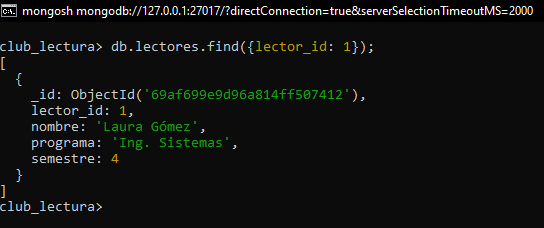 mongosh mongodb://127.0.0.1:27017/?directConnection=true&serverSelectionTimeoutMS=2000
club_lectura> db.lectores.find({lector_id: 1});
[
  {
    _id: ObjectId('69af699e9d96a814ff507412'),
    lector_id: 1,
    nombre: 'Laura Gómez',
    programa: 'Ing. Sistemas',
    semestre: 4
  }
]
club_lectura>